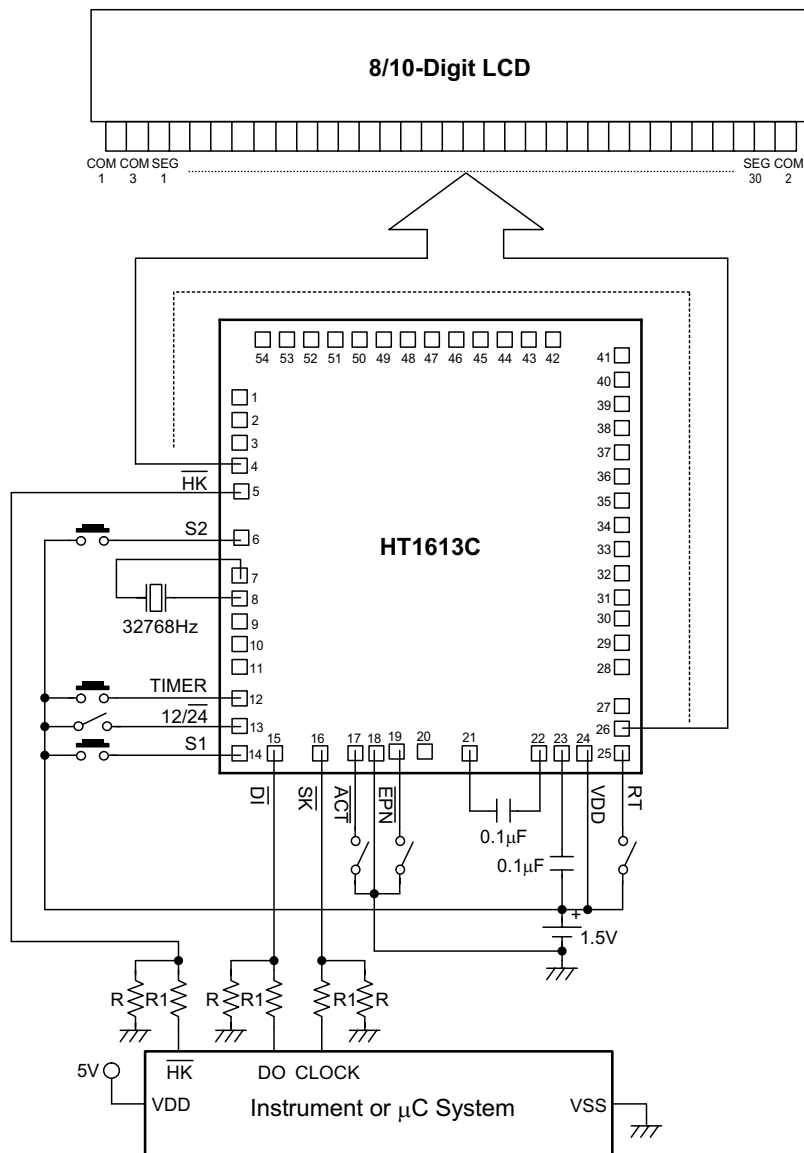 8/10-Digit LCD
COM COM SEG SEG COM
1 3 1 30 2
54 53 52 51 50 49 48 47 46 45 44 43 42
41
40
1
39
2
38
3
37
4
36
HK 5
35
S2 6
34
HT1613C
33
7
32
8
31
32768Hz
9
30
10
29
11
28
TIMER 12
27
12/24 13
26
S1 14 15 16 17 18 19 20 21 22 23 24 25
DI SK ACT EPN VDD RT
0.1μF
0.1μF
+
1.5V
R R1 R R1 R1 R
5V HK DO CLOCK
VDD Instrument or μC System VSS